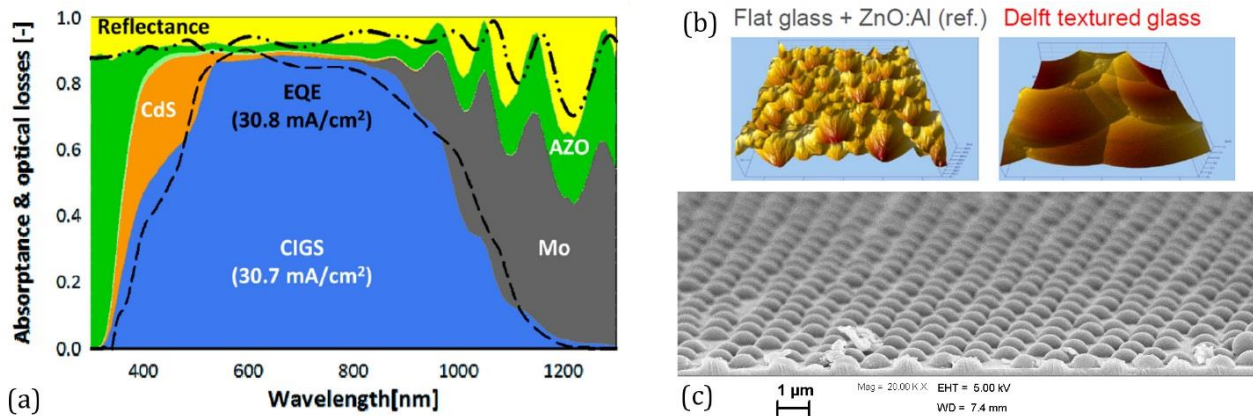 Absorptance & optical losses [-]
1.0
0.8
0.6
0.4
0.2
0.0
Reflectance
CdS
EQE
(30.8 mA/cm²)
AZO
CIGS
(30.7 mA/cm²)
Mo
400
600
800
1000
1200
Wavelength[nm]
(a)
(b)
Flat glass + ZnO:Al (ref.)
Delft textured glass
(c)
1 µm
Mag = 20.00 K X
EHT = 5.00 kV
WD = 7.4 mm